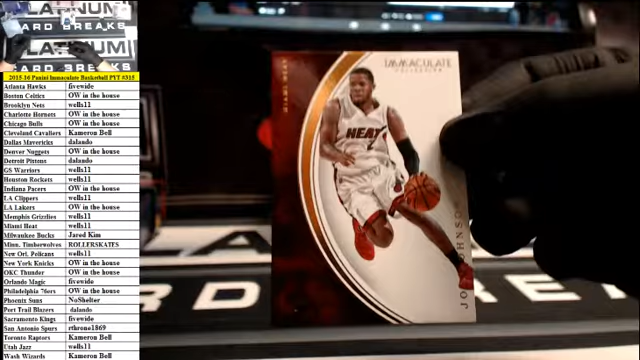 PLATINUM
CARD BREAKS
2015-16 Panini Immaculate Basketball PYT #315
Atlanta Hawks fivewide
Boston Celtics OW in the house
Brooklyn Nets wells11
Charlotte Hornets OW in the house
Chicago Bulls OW in the house
Cleveland Cavaliers Kameron Bell
Dallas Mavericks dalando
Denver Nuggets OW in the house
Detroit Pistons dalando
GS Warriors wells11
Houston Rockets wells11
Indiana Pacers OW in the house
LA Clippers wells11
LA Lakers OW in the house
Memphis Grizzlies wells11
Miami Heat wells11
Milwaukee Bucks Jared Kim
Minn. Timberwolves ROLLERSKATES
New Orl. Pelicans wells11
New York Knicks OW in the house
OKC Thunder OW in the house
Orlando Magic fivewide
Philadelphia 76ers OW in the house
Phoenix Suns NoShelter
Port Trail Blazers dalando
Sacramento Kings fivewide
San Antonio Spurs rthrone1869
Toronto Raptors Kameron Bell
Utah Jazz wells11
Wash Wizards Kameron Bell
MIAMI HEAT
IMMACULATE
COLLECTION
HEAT
2